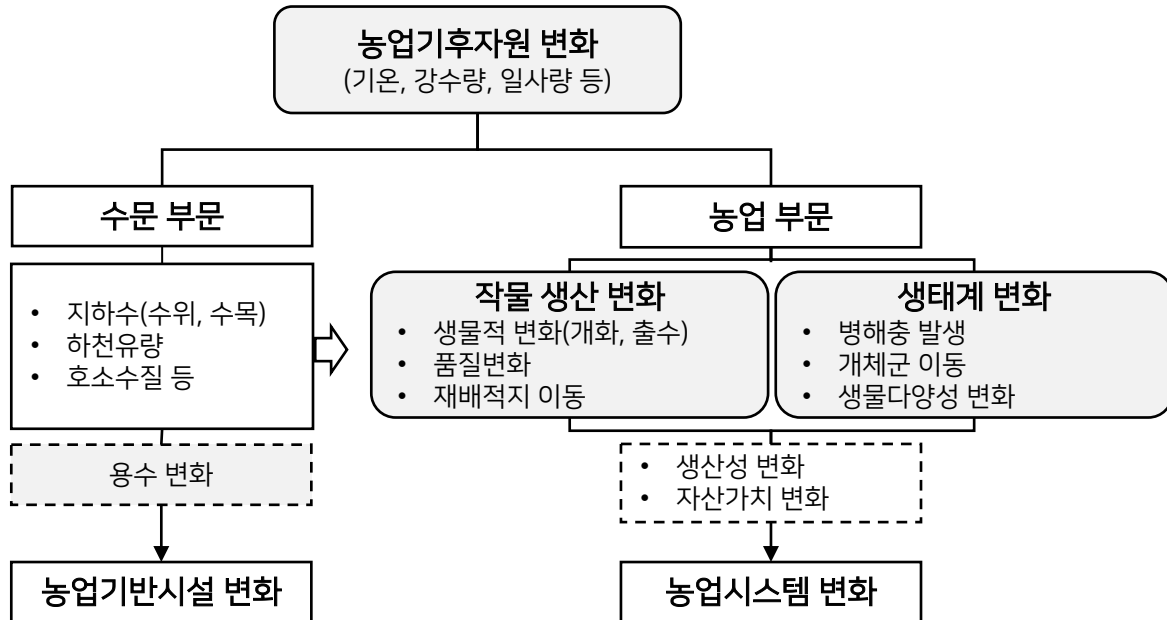 농업기후자원 변화
(기온, 강수량, 일사량 등)
수문 부문
농업 부문
• 지하수(수위, 수목)
• 하천유량
• 호소수질 등
작물 생산 변화
• 생물적 변화(개화, 출수)
• 품질변화
• 재배적지 이동
생태계 변화
• 병해충 발생
• 개체군 이동
• 생물다양성 변화
용수 변화
• 생산성 변화
• 자산가치 변화
농업기반시설 변화
농업시스템 변화